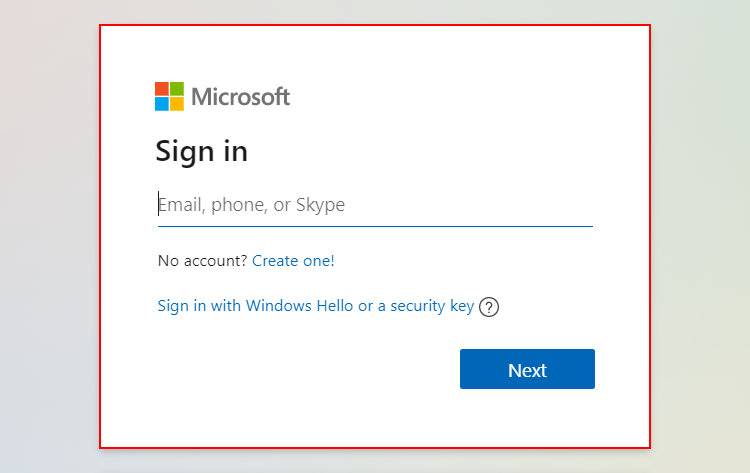 Microsoft
Sign in
Email, phone, or Skype
No account? Create one!
Sign in with Windows Hello or a security key ?
Next